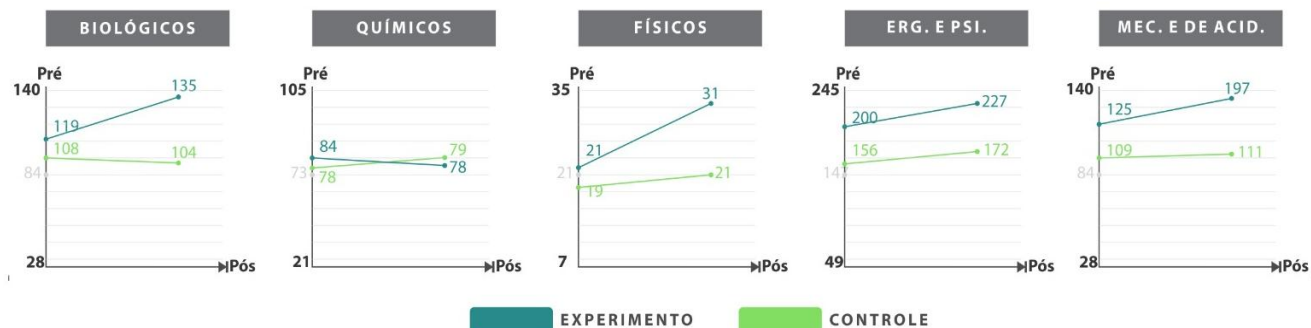 BIOLÓGICOS
Pré
140
135
119
108
104
84
28
Pós
QUÍMICOS
Pré
105
84
79
73
78
78
21
Pós
FÍSICOS
Pré
35
31
21
21
21
19
7
Pós
ERG. E PSI.
Pré
245
227
200
172
156
147
49
Pós
MEC. E DE ACID.
Pré
140
197
125
109
111
84
28
Pós
EXPERIMENTO
CONTROLE